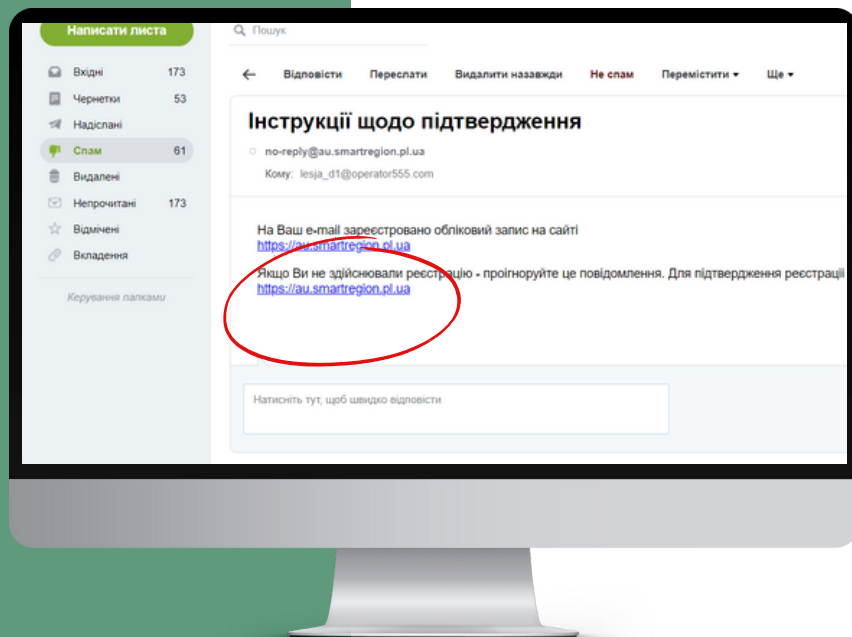 Написати листа
Пошук
Вхідні 173
Чернетки 53
Надіслані
Спам 61
Видалені
Непрочитані 173
Відмічені
Вкладення
Керування папками
Відповісти Переслати Видалити назавжди Не спам Перемістити Ще
Інструкції щодо підтвердження
no-reply@au.smartregion.pl.ua
Кому: lesja_d1@operator555.com
На Ваш e-mail зареєстровано обліковий запис на сайті
https://au.smartregion.pl.ua
Якщо Ви не здійснювали реєстрацію - проігноруйте це повідомлення. Для підтвердження реєстрації
https://au.smartregion.pl.ua
Натисніть тут, щоб швидко відповісти